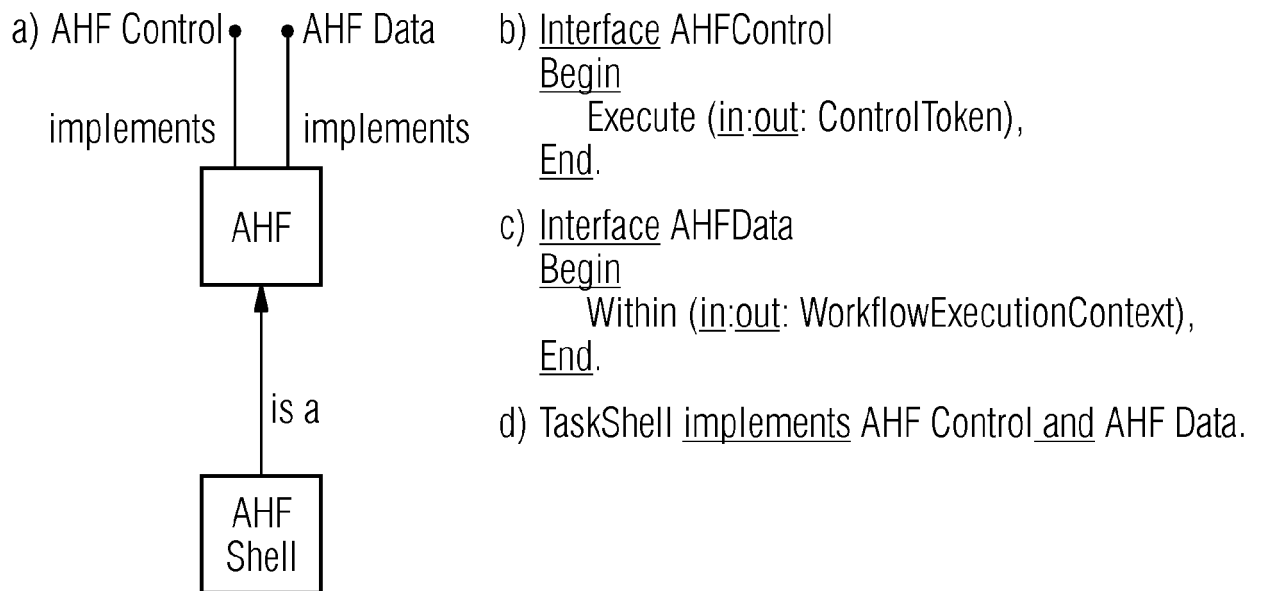 a) AHF Control
AHF Data
implements
implements
AHF
is a
AHF
Shell
b) Interface AHFControl
Begin
Execute (in:out: ControlToken),
End.
c) Interface AHFData
Begin
Within (in:out: WorkflowExecutionContext),
End.
d) TaskShell implements AHF Control and AHF Data.